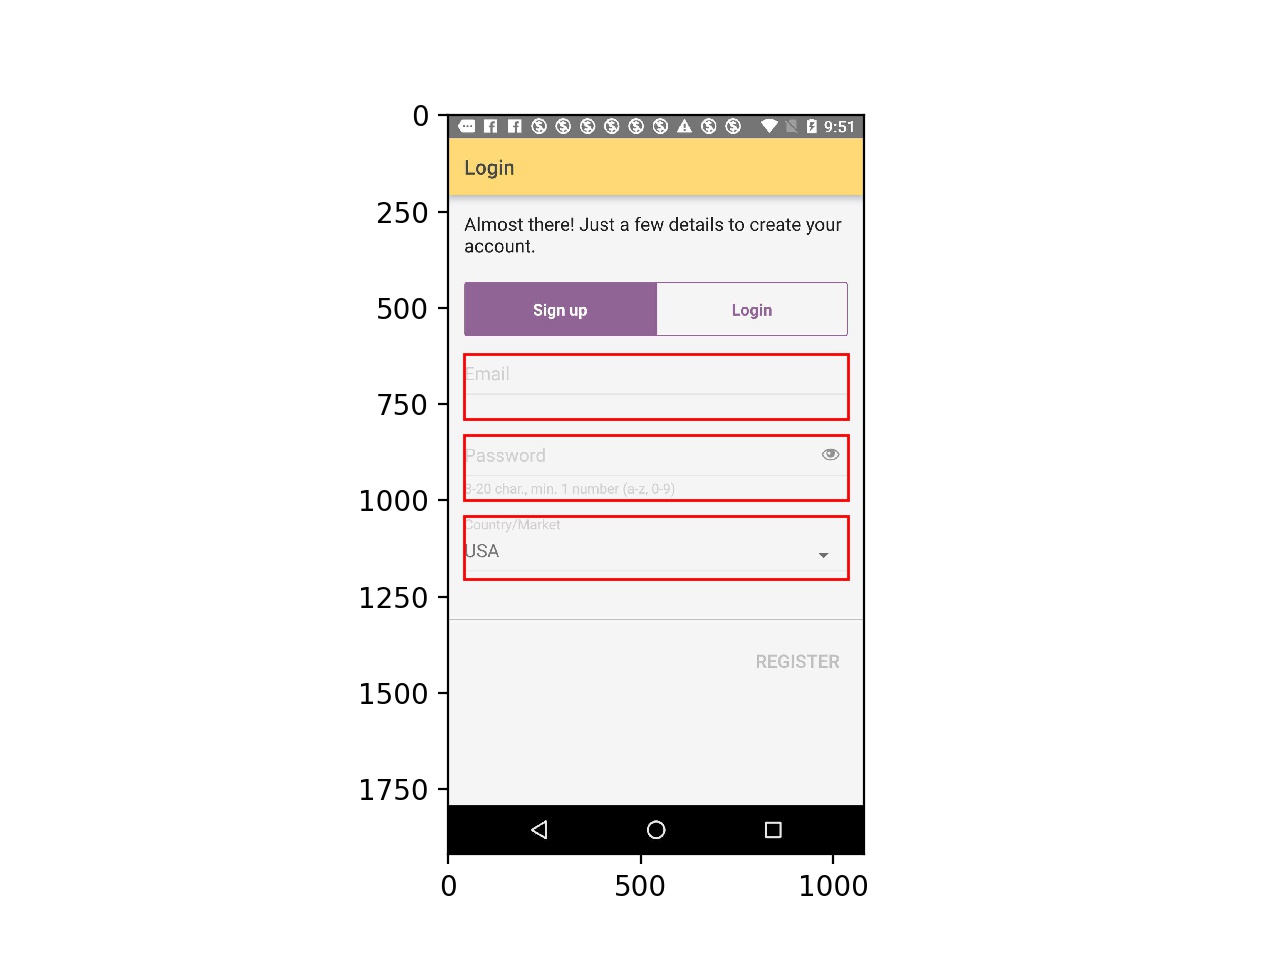 0
250
500
750
1000
1250
1500
1750
9:51
Login
Almost there! Just a few details to create your
account.
Sign up Login
Email
Password
8-20 char., min. 1 number (a-z, 0-9)
Country/Market
USA
REGISTER
0 500 1000